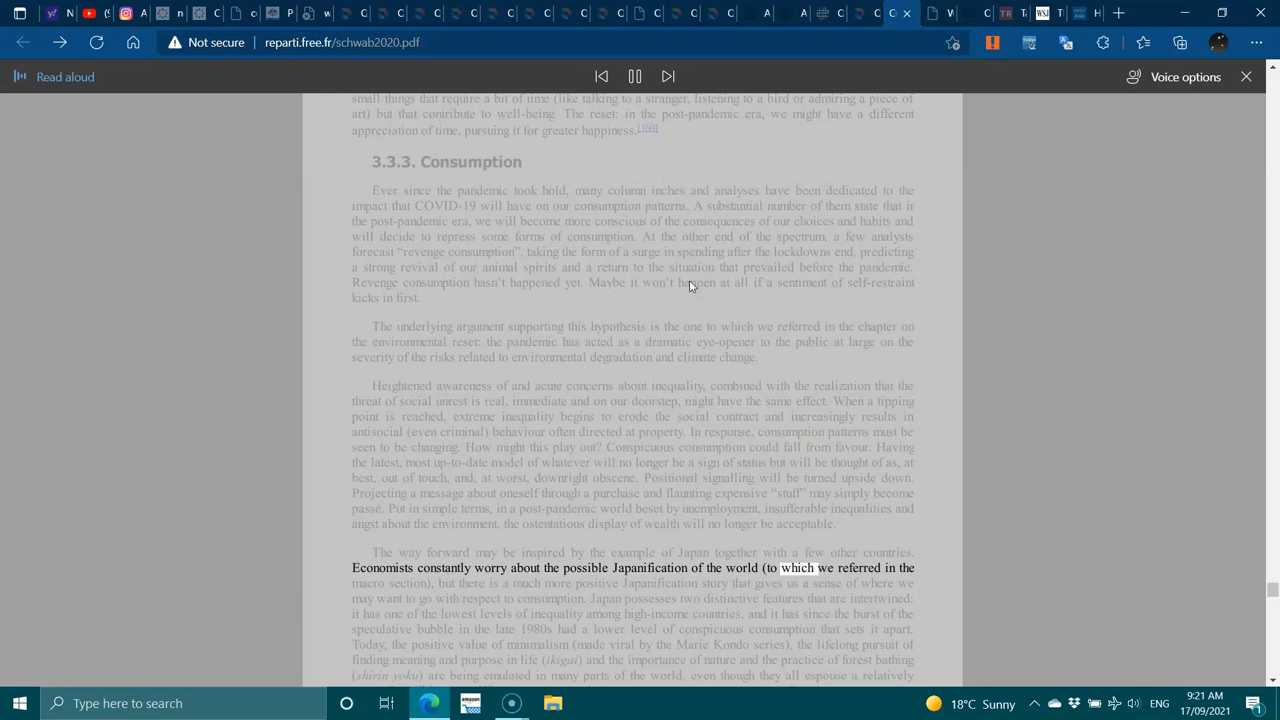 Not secure
reparti.free.fr/schwab2020.pdf
Read aloud
Voice options
small things that require a bit of time (like talking to a stranger, listening to a bird or admiring a piece of
art) but that contribute to well-being. The reset: in the post-pandemic era, we might have a different
appreciation of time, pursuing it for greater happiness.[160]
3.3.3. Consumption
Ever since the pandemic took hold, many column inches and analyses have been dedicated to the
impact that COVID-19 will have on our consumption patterns. A substantial number of them state that in
the post-pandemic era, we will become more conscious of the consequences of our choices and habits and
will decide to repress some forms of consumption. At the other end of the spectrum, a few analysts
forecast “revenge consumption”, taking the form of a surge in spending after the lockdowns end, predicting
a strong revival of our animal spirits and a return to the situation that prevailed before the pandemic.
Revenge consumption hasn’t happened yet. Maybe it won’t happen at all if a sentiment of self-restraint
kicks in first.
The underlying argument supporting this hypothesis is the one to which we referred in the chapter on
the environmental reset: the pandemic has acted as a dramatic eye-opener to the public at large on the
severity of the risks related to environmental degradation and climate change.
Heightened awareness of and acute concerns about inequality, combined with the realization that the
threat of social unrest is real, immediate and on our doorstep, might have the same effect. When a tipping
point is reached, extreme inequality begins to erode the social contract and increasingly results in
antisocial (even criminal) behaviour often directed at property. In response, consumption patterns must be
seen to be changing. How might this play out? Conspicuous consumption could fall from favour. Having
the latest, most up-to-date model of whatever will no longer be a sign of status but will be thought of as, at
best, out of touch, and, at worst, downright obscene. Positional signalling will be turned upside down.
Projecting a message about oneself through a purchase and flaunting expensive “stuff” may simply become
passé. Put in simple terms, in a post-pandemic world beset by unemployment, insufferable inequalities and
angst about the environment, the ostentatious display of wealth will no longer be acceptable.
The way forward may be inspired by the example of Japan together with a few other countries.
Economists constantly worry about the possible Japanification of the world (to which we referred in the
macro section), but there is a much more positive Japanification story that gives us a sense of where we
may want to go with respect to consumption. Japan possesses two distinctive features that are intertwined:
it has one of the lowest levels of inequality among high-income countries, and it has since the burst of the
speculative bubble in the late 1980s had a lower level of conspicuous consumption that sets it apart.
Today, the positive value of minimalism (made viral by the Marie Kondo series), the lifelong pursuit of
finding meaning and purpose in life (ikigai) and the importance of nature and the practice of forest bathing
(shirin yoku) are being emulated in many parts of the world, even though they all espouse a relatively
Type here to search
amazon
18°C Sunny
ENG
9:21 AM
17/09/2021